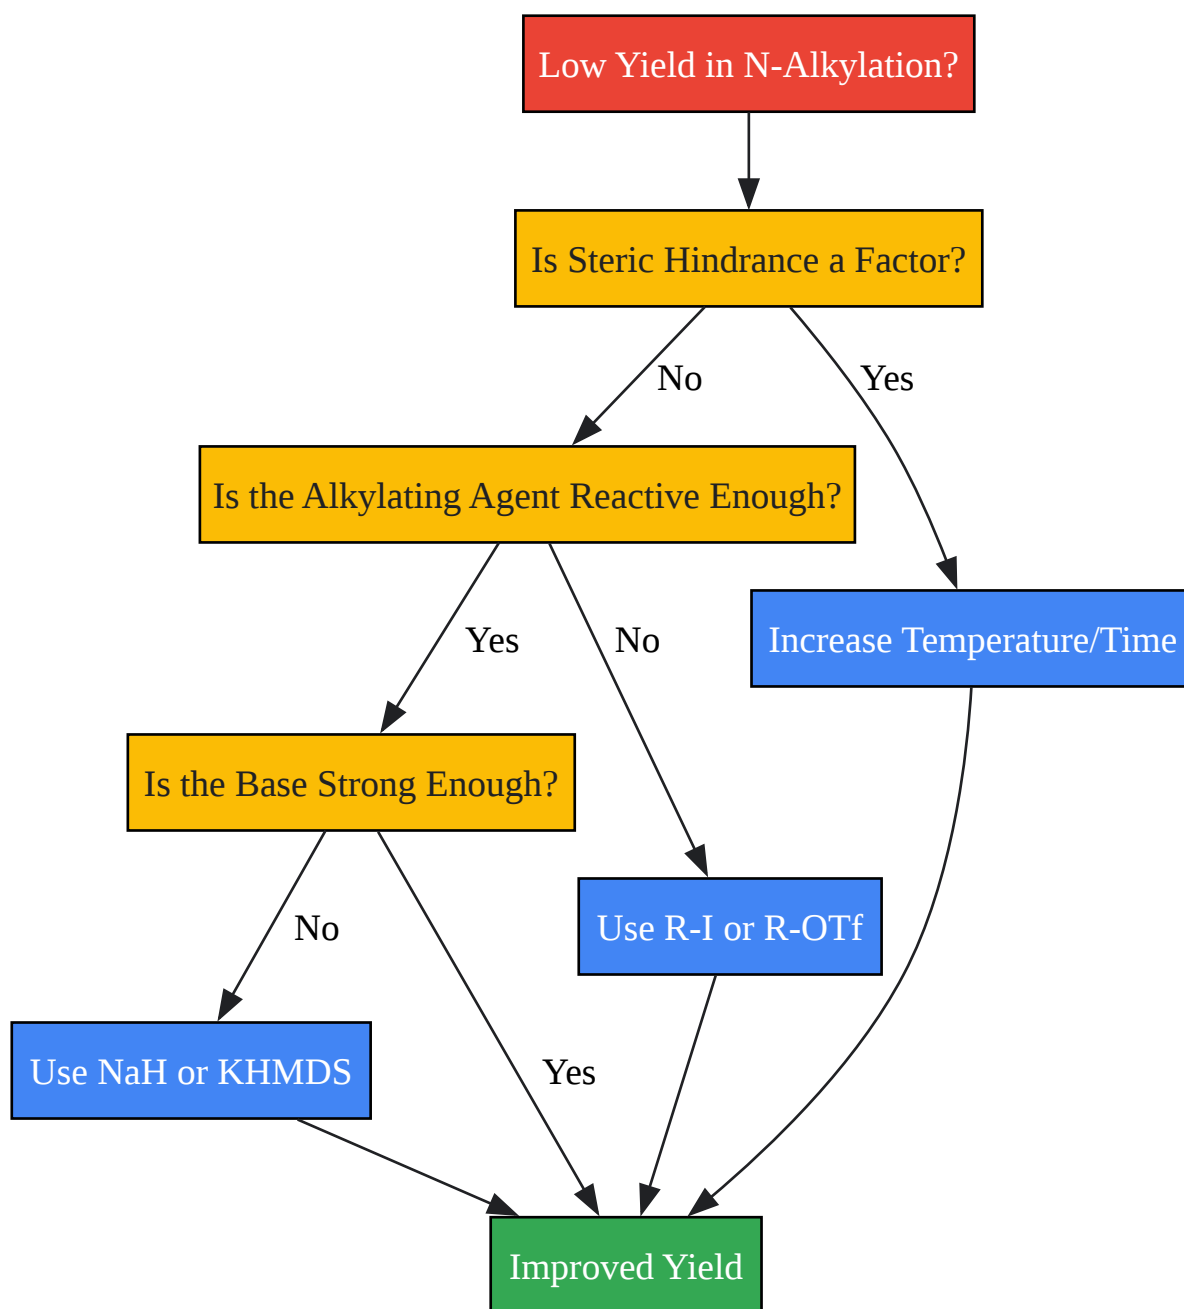 Low Yield in N-Alkylation?
Is Steric Hindrance a Factor?
No
Yes
Is the Alkylating Agent Reactive Enough?
Yes
No
Increase Temperature/Time
Is the Base Strong Enough?
No
Use R-I or R-OTf
Use NaH or KHMDS
Yes
Improved Yield